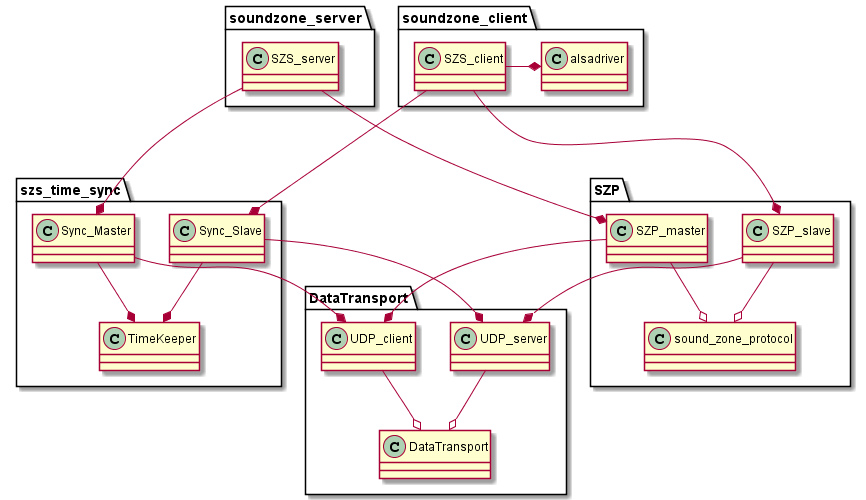 soundzone_server
soundzone_client
C SZS_server
C SZS_client
C alsadriver
szs_time_sync
SZP
C Sync_Master
C Sync_Slave
C SZP_master
C SZP_slave
DataTransport
C TimeKeeper
C UDP_client
C UDP_server
C sound_zone_protocol
C DataTransport